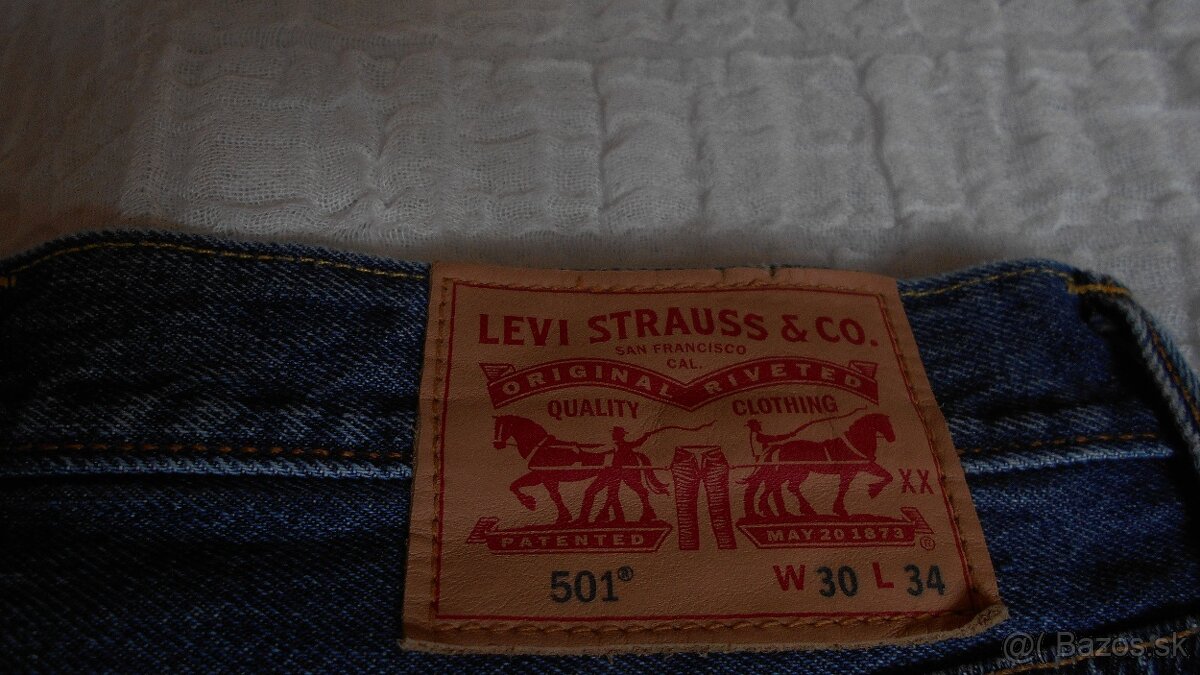 LEVI STRAUSS & CO.
SAN FRANCISCO
CAL.
ORIGINAL RIVETED
QUALITY CLOTHING
XX
PATENTED MAY 20 1873 ®
501® W 30 L 34
@( Bazos.sk